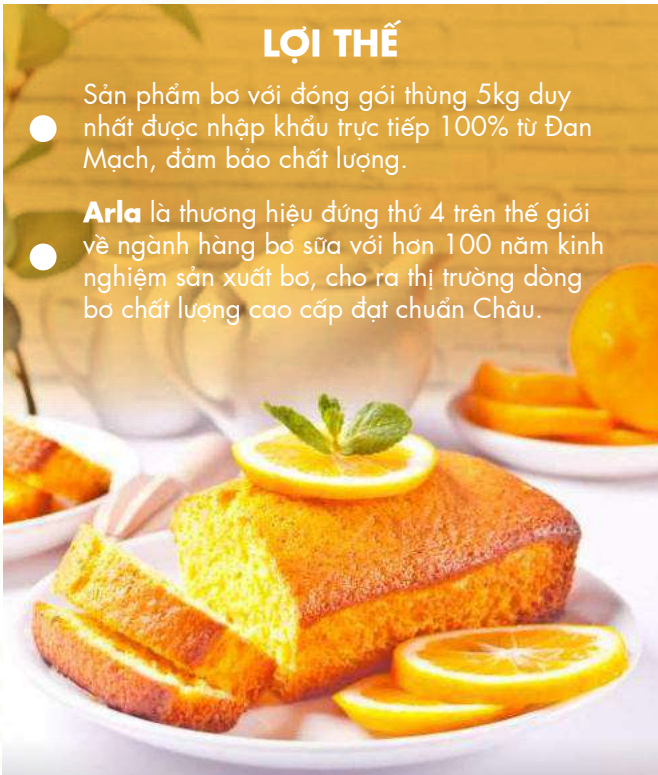 LỢI THẾ
Sản phẩm bơ với đóng gói thùng 5kg duy
nhất được nhập khẩu trực tiếp 100% từ Đan
Mạch, đảm bảo chất lượng.
Arla là thương hiệu đứng thứ 4 trên thế giới
về ngành hàng bơ sữa với hơn 100 năm kinh
nghiệm sản xuất bơ, cho ra thị trường dòng
bơ chất lượng cao cấp đạt chuẩn Châu.